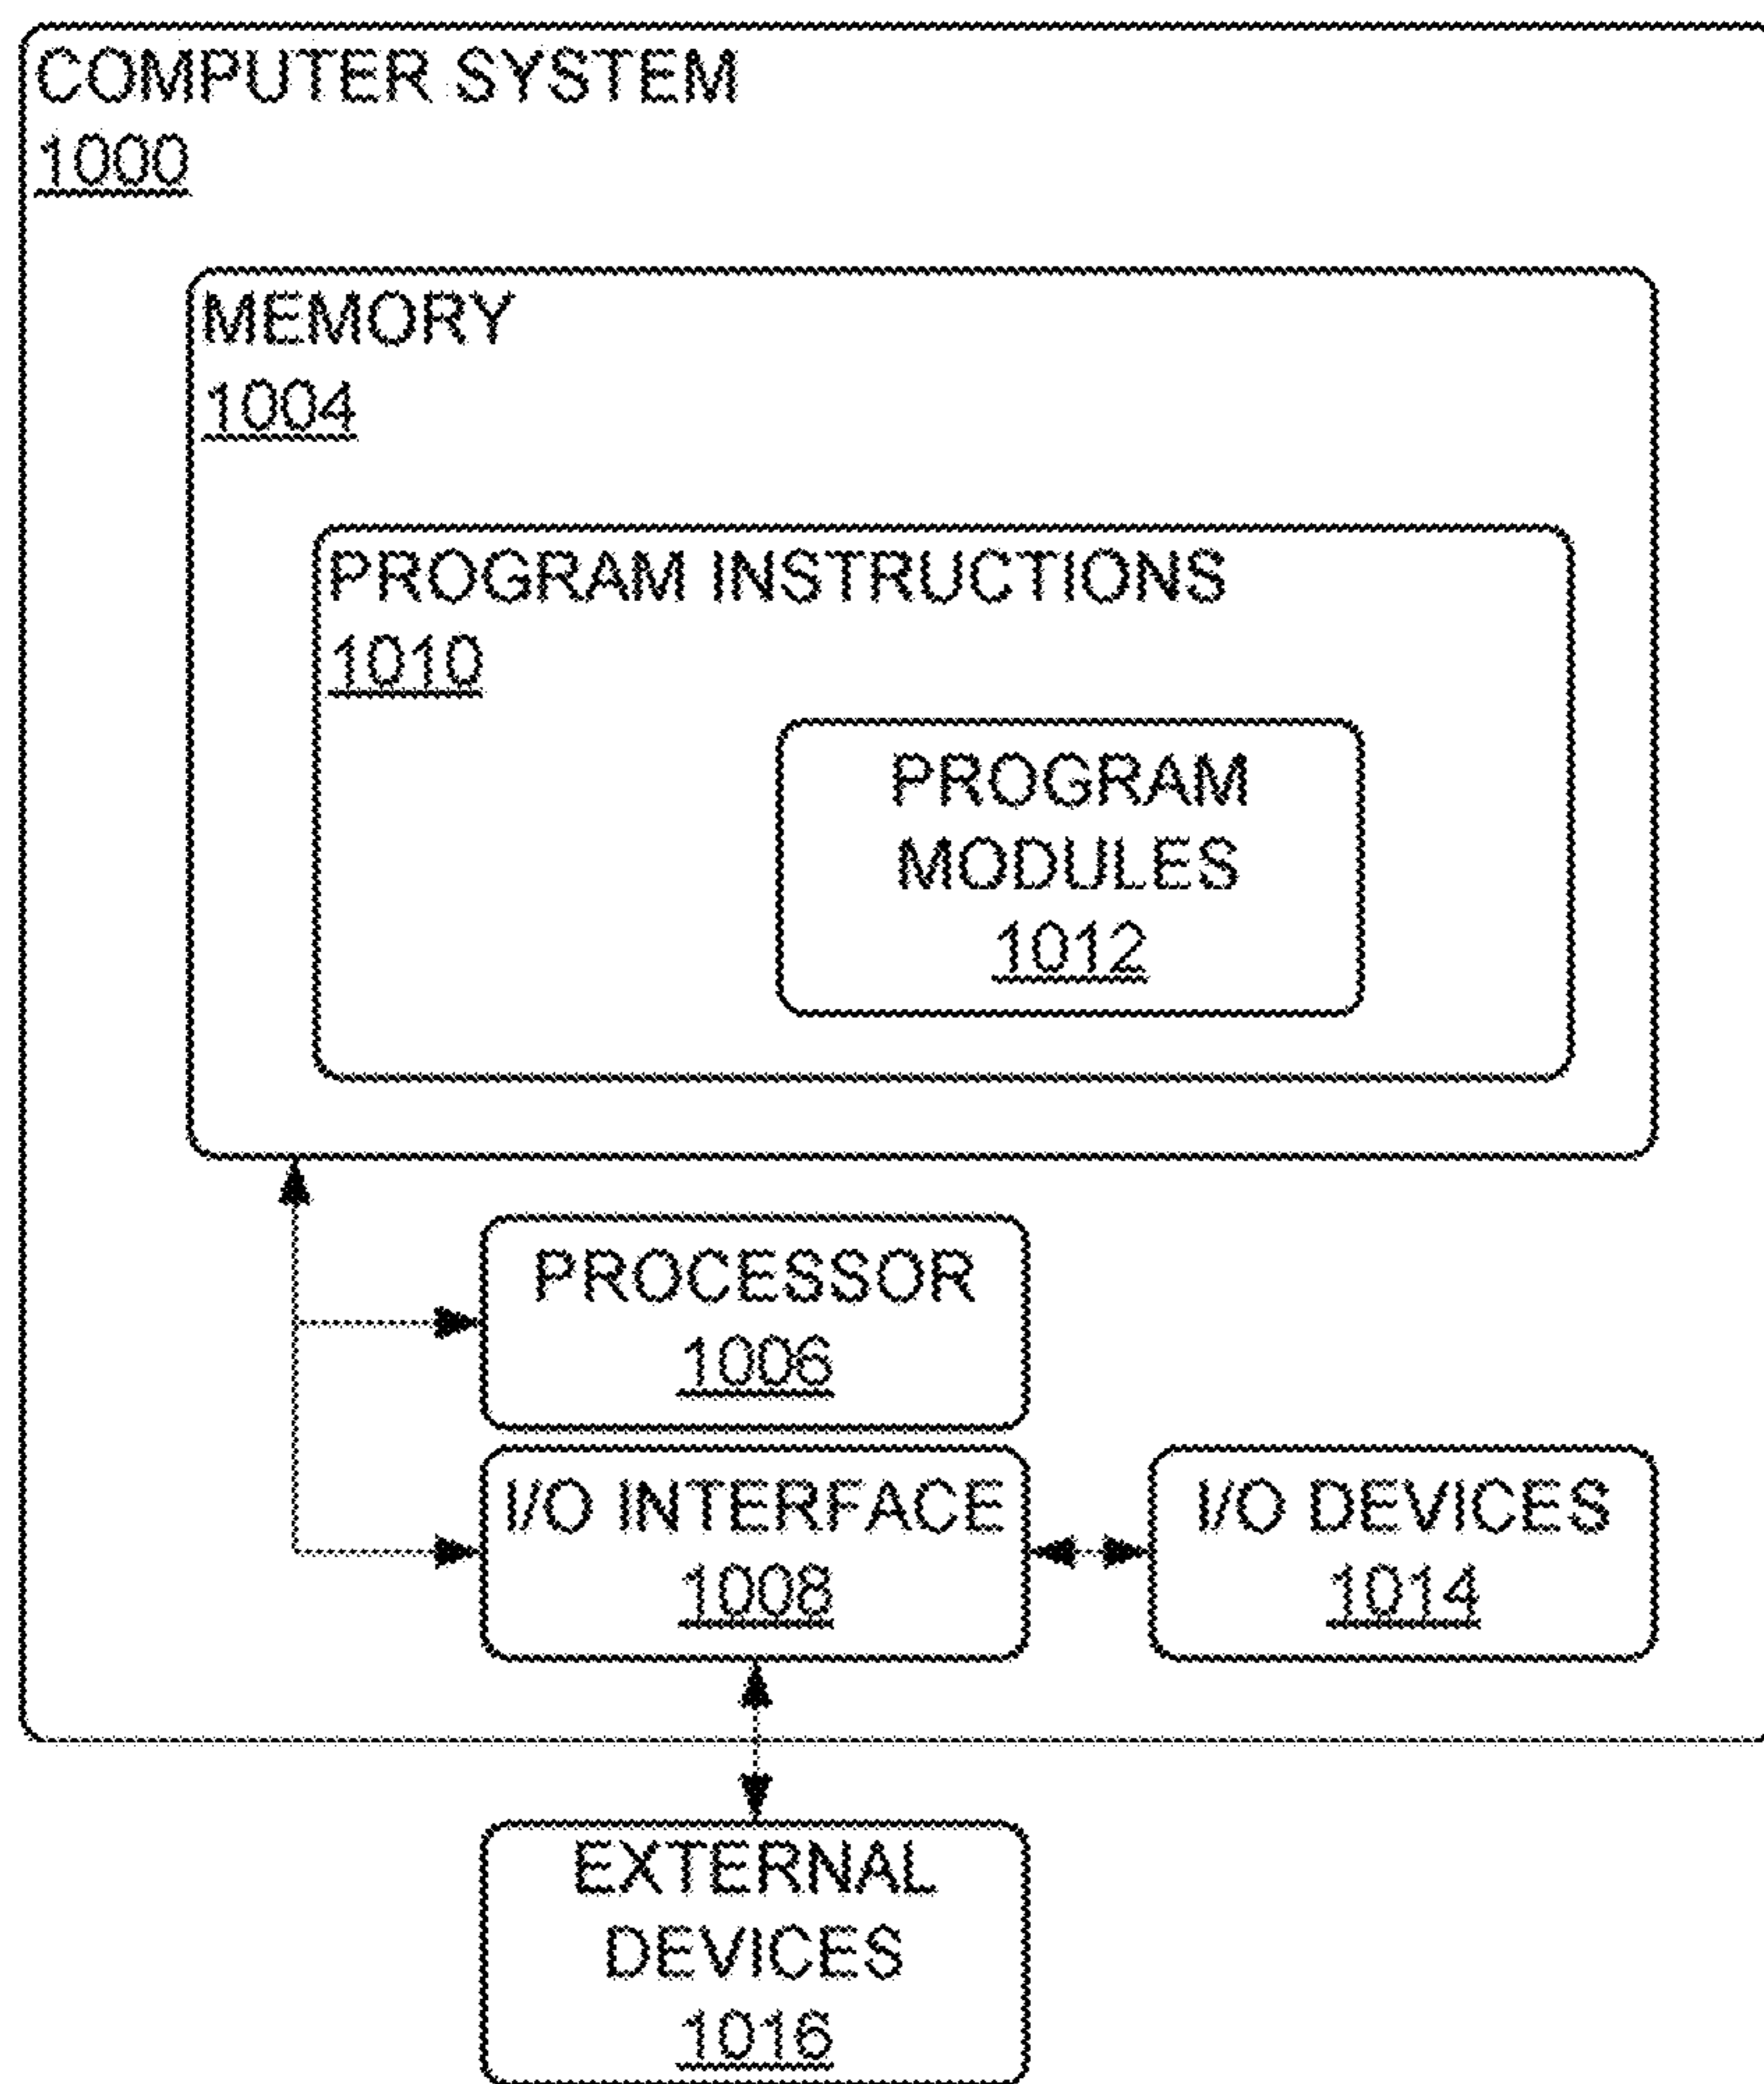 COMPUTER SYSTEM
1000
MEMORY
1004
PROGRAM INSTRUCTIONS
1010
PROGRAM
MODULES
1012
PROCESSOR
1006
I/O INTERFACE
1008
I/O DEVICES
1014
EXTERNAL
DEVICES
1016